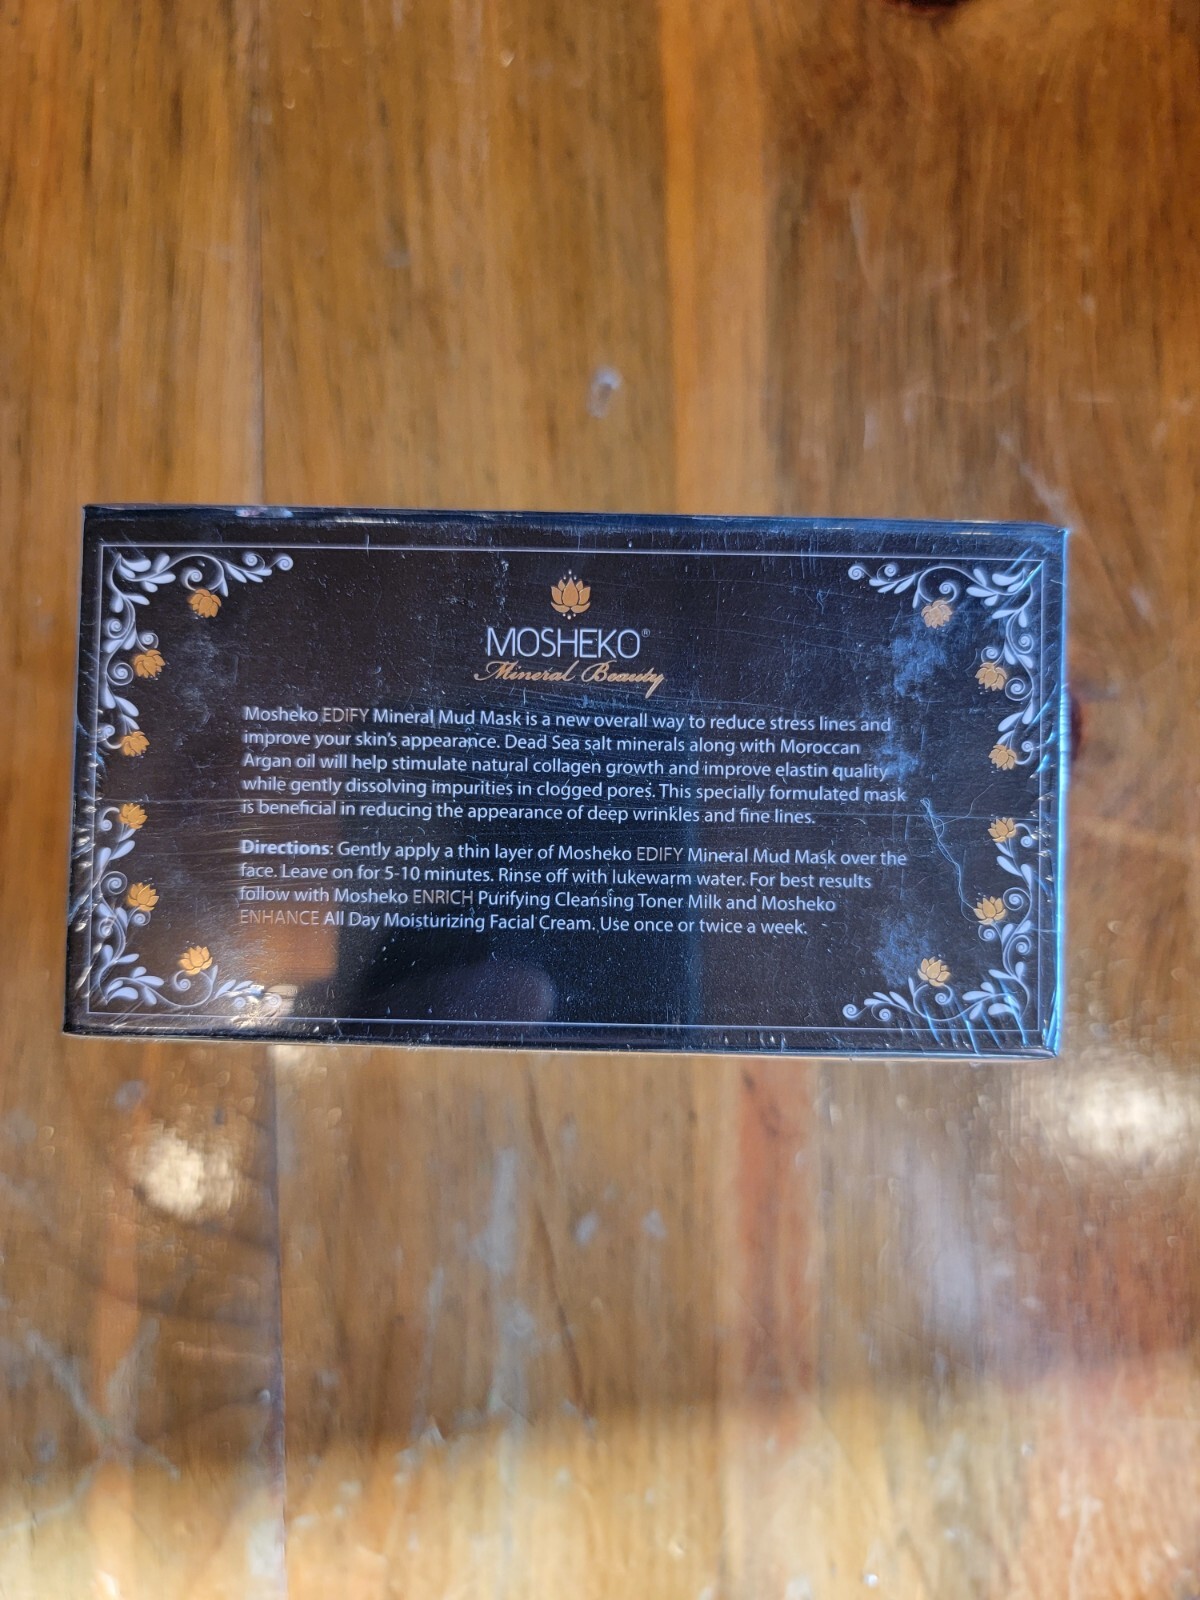 MOSHEKO®
Mineral Beauty
Mosheko EDIFY Mineral Mud Mask is a new overall way to reduce stress lines and
improve your skin's appearance. Dead Sea salt minerals along with Moroccan
Argan oil will help stimulate natural collagen growth and improve elastin quality
while gently dissolving impurities in clogged pores. This specially formulated mask
is beneficial in reducing the appearance of deep wrinkles and fine lines.
Directions: Gently apply a thin layer of Mosheko EDIFY Mineral Mud Mask over the
face. Leave on for 5-10 minutes. Rinse off with lukewarm water. For best results
follow with Mosheko ENRICH Purifying Cleansing Toner Milk and Mosheko
ENHANCE All Day Moisturizing Facial Cream. Use once or twice a week.